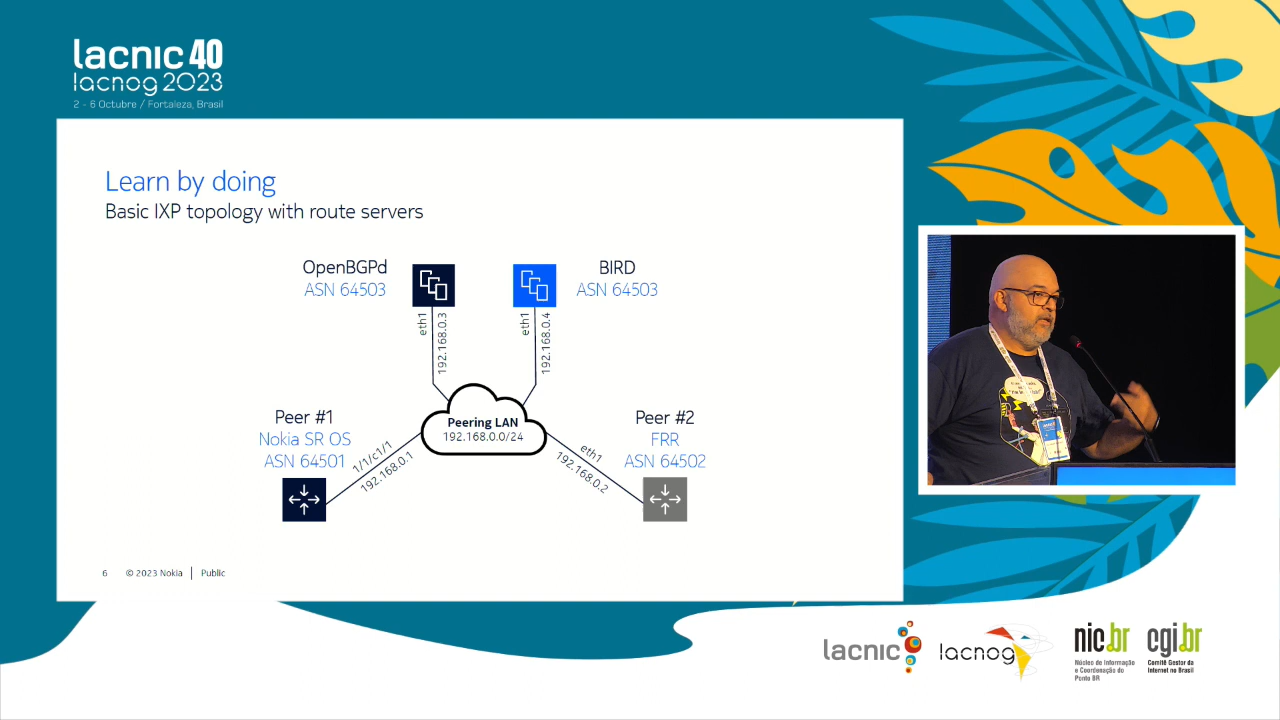 lacnic 40
lacnog 2023
2 - 6 Octubre / Fortaleza, Brasil
Learn by doing
Basic IXP topology with route servers
OpenBGPd
ASN 64503
BIRD
ASN 64503
eth1
192.168.0.3
eth1
192.168.0.4
Peering LAN
192.168.0.0/24
Peer #1
Nokia SR OS
ASN 64501
1/1/c1/1
192.168.0.1
Peer #2
FRR
ASN 64502
eth1
192.168.0.2
6 © 2023 Nokia | Public
lacnic
lacnog
nic.br
Núcleo de Informação
e Coordenação do
Ponto BR
cgi.br
Comitê Gestor da
Internet no Brasil